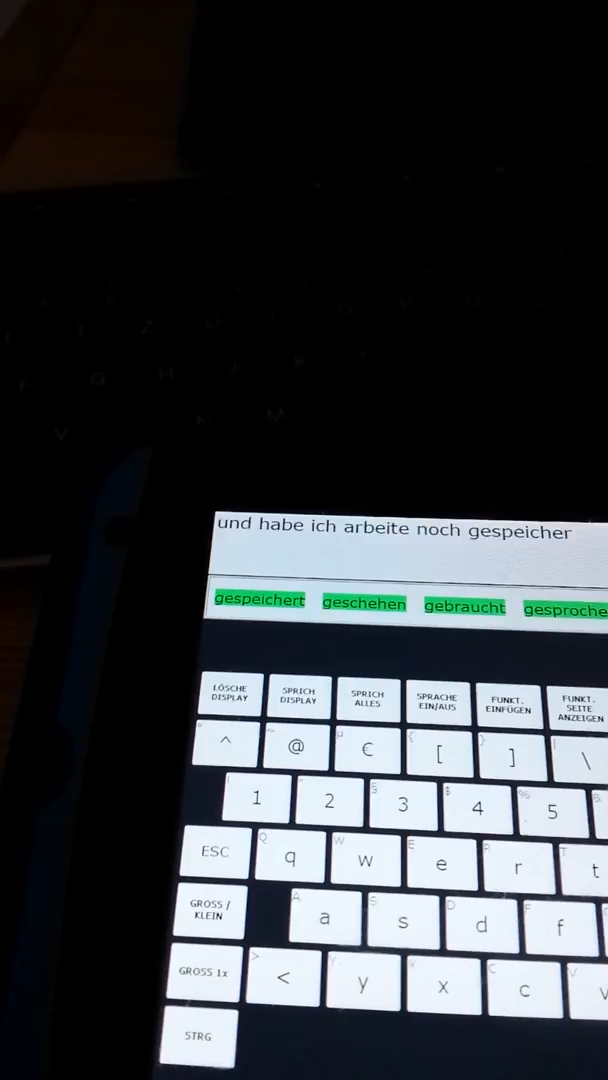 T Z U
G H J K
V N M
und habe ich arbeite noch gespeicher
gespeichert geschehen gebraucht gesproche
LÖSCHE DISPLAY SPRICH DISPLAY SPRICH ALLES SPRACHE EIN/AUS FUNKT. EINFÜGEN FUNKT. SEITE ANZEIGEN
° ^ ~ @ µ € { [ } ] | \
! 1 " 2 § 3 $ 4 % 5 &
ESC Q q W w E e R r T t
GROSS / KLEIN A a S s D d F f
GROSS 1x > < Y y X x C c V v
STRG